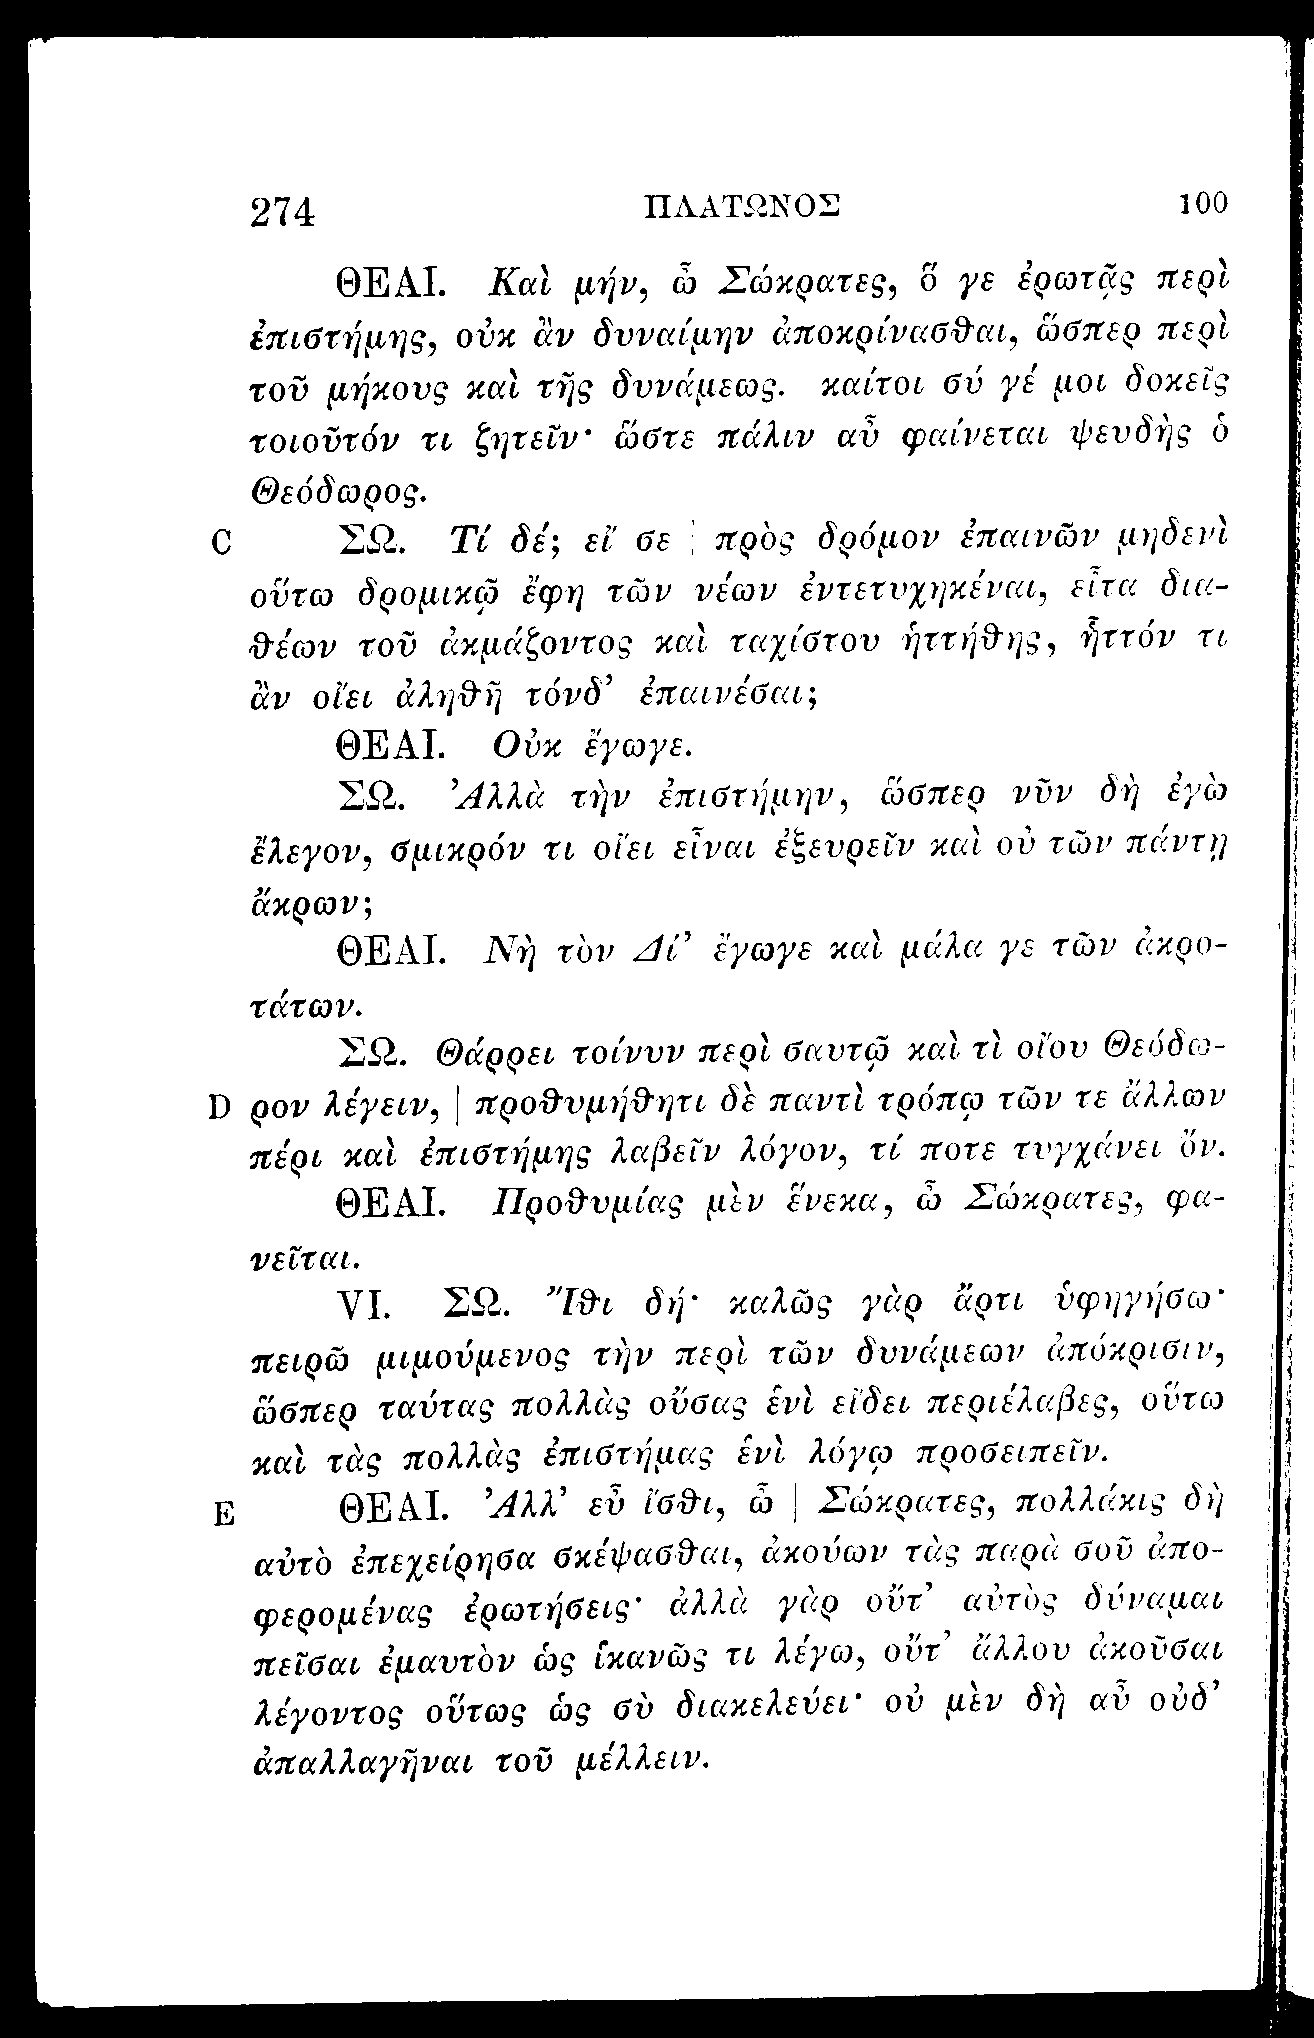 274 ΠΛΑΤΩΝΟΣ 100
ΘΕΑΙ. Καὶ μήν, ὦ Σώκρατες, ὅ γε ἐρωτᾷς περὶ
ἐπιστήμης, οὐκ ἂν δυναίμην ἀποκρίνασθαι, ὥσπερ περὶ
τοῦ μήκους καὶ τῆς δυνάμεως. καίτοι σύ γέ μοι δοκεῖς
τοιοῦτόν τι ζητεῖν· ὥστε πάλιν αὖ φαίνεται ψευδὴς ὁ
Θεόδωρος.
C ΣΩ. Τί δέ; εἴ σε | πρὸς δρόμον ἐπαινῶν μηδενὶ
οὕτω δρομικῷ ἔφη τῶν νέων ἐντετυχηκέναι, εἶτα δια-
θέων τοῦ ἀκμάζοντος καὶ ταχίστου ἡττήθης, ἧττόν τι
ἂν οἴει ἀληθῆ τόνδ’ ἐπαινέσαι;
ΘΕΑΙ. Οὐκ ἔγωγε.
ΣΩ. Ἀλλὰ τὴν ἐπιστήμην, ὥσπερ νῦν δὴ ἐγὼ
ἔλεγον, σμικρόν τι οἴει εἶναι ἐξευρεῖν καὶ οὐ τῶν πάντῃ
ἄκρων;
ΘΕΑΙ. Νὴ τὸν Δί’ ἔγωγε καὶ μάλα γε τῶν ἀκρο-
τάτων.
ΣΩ. Θάρρει τοίνυν περὶ σαυτῷ καὶ τὶ οἴου Θεόδω-
D ρον λέγειν, | προθυμήθητι δὲ παντὶ τρόπῳ τῶν τε ἄλλων
πέρι καὶ ἐπιστήμης λαβεῖν λόγον, τί ποτε τυγχάνει ὄν.
ΘΕΑΙ. Προθυμίας μὲν ἕνεκα, ὦ Σώκρατες, φα-
νεῖται.
VI. ΣΩ. Ἴθι δή· καλῶς γὰρ ἄρτι ὑφηγήσω·
πειρῶ μιμούμενος τὴν περὶ τῶν δυνάμεων ἀπόκρισιν,
ὥσπερ ταύτας πολλὰς οὔσας ἑνὶ εἴδει περιέλαβες, οὕτω
καὶ τὰς πολλὰς ἐπιστήμας ἑνὶ λόγῳ προσειπεῖν.
E ΘΕΑΙ. Ἀλλ’ εὖ ἴσθι, ὦ | Σώκρατες, πολλάκις δὴ
αὐτὸ ἐπεχείρησα σκέψασθαι, ἀκούων τὰς παρὰ σοῦ ἀπο-
φερομένας ἐρωτήσεις· ἀλλὰ γὰρ οὔτ’ αὐτὸς δύναμαι
πεῖσαι ἐμαυτὸν ὡς ἱκανῶς τι λέγω, οὔτ’ ἄλλου ἀκοῦσαι
λέγοντος οὕτως ὡς σὺ διακελεύει· οὐ μὲν δὴ αὖ οὐδ’
ἀπαλλαγῆναι τοῦ μέλλειν.